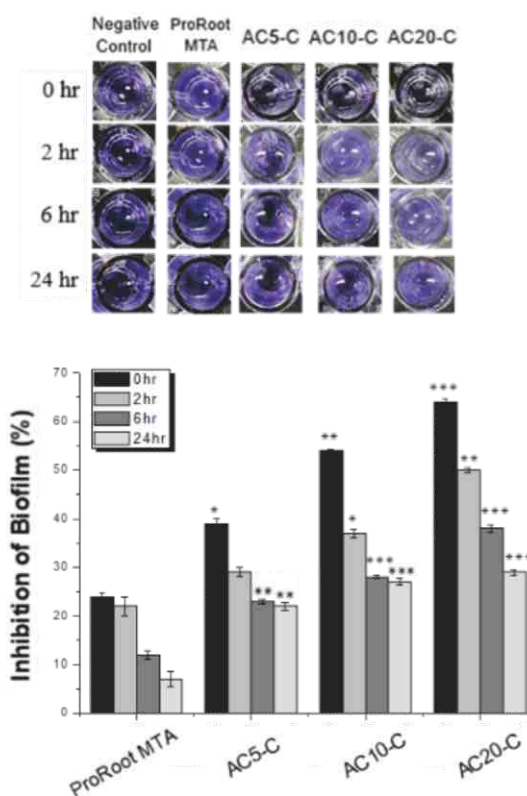 Negative Control ProRoot MTA AC5-C AC10-C AC20-C
0 hr
2 hr
6 hr
24 hr
70
60
50
40
30
20
10
0
Inhibition of Biofilm (%)
0hr
2hr
6hr
24hr
*
**
**
**
*
***
***
***
**
***
***
ProRoot MTA AC5-C AC10-C AC20-C